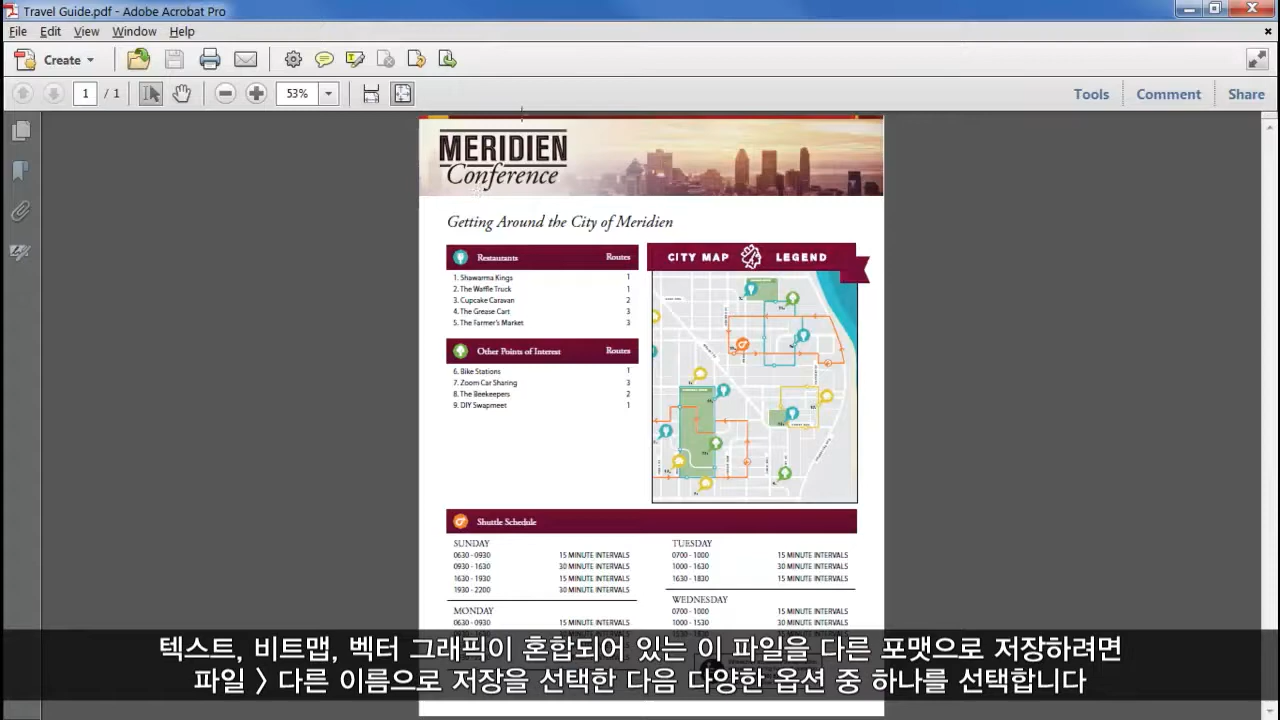 Travel Guide.pdf - Adobe Acrobat Pro
File Edit View Window Help
Create
1 / 1 53% Tools Comment Share
MERIDIEN
Conference
Getting Around the City of Meridien
Restaurants Routes
1. Shawarma Kings 1
2. The Waffle Truck 1
3. Cupcake Caravan 2
4. The Grease Cart 3
5. The Farmer's Market 3
Other Points of Interest Routes
6. Bike Stations 1
7. Zoom Car Sharing 3
8. The Beekeepers 2
9. DIY Swapmeet 1
CITY MAP LEGEND
Shuttle Schedule
SUNDAY
0630 - 0930 15 MINUTE INTERVALS
0930 - 1630 30 MINUTE INTERVALS
1630 - 1930 15 MINUTE INTERVALS
1930 - 2200 30 MINUTE INTERVALS
MONDAY
0630 - 0930 15 MINUTE INTERVALS
TUESDAY
0700 - 1000 15 MINUTE INTERVALS
1000 - 1630 30 MINUTE INTERVALS
1630 - 1830 15 MINUTE INTERVALS
WEDNESDAY
0700 - 1000 15 MINUTE INTERVALS
텍스트, 비트맵, 벡터 그래픽이 혼합되어 있는 이 파일을 다른 포맷으로 저장하려면
파일 > 다른 이름으로 저장을 선택한 다음 다양한 옵션 중 하나를 선택합니다